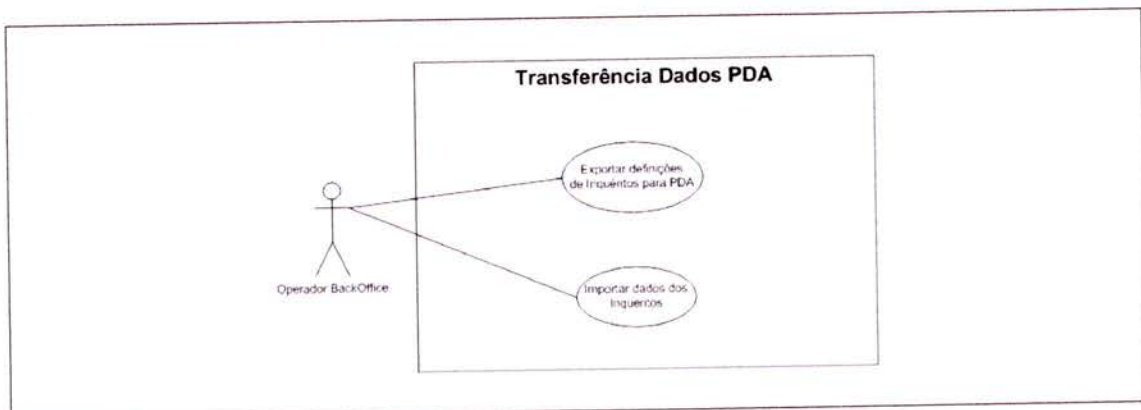 Transferência Dados PDA
Exportar definições
de Inquéritos para PDA
Operador BackOffice
Importar dados dos
Inquéritos